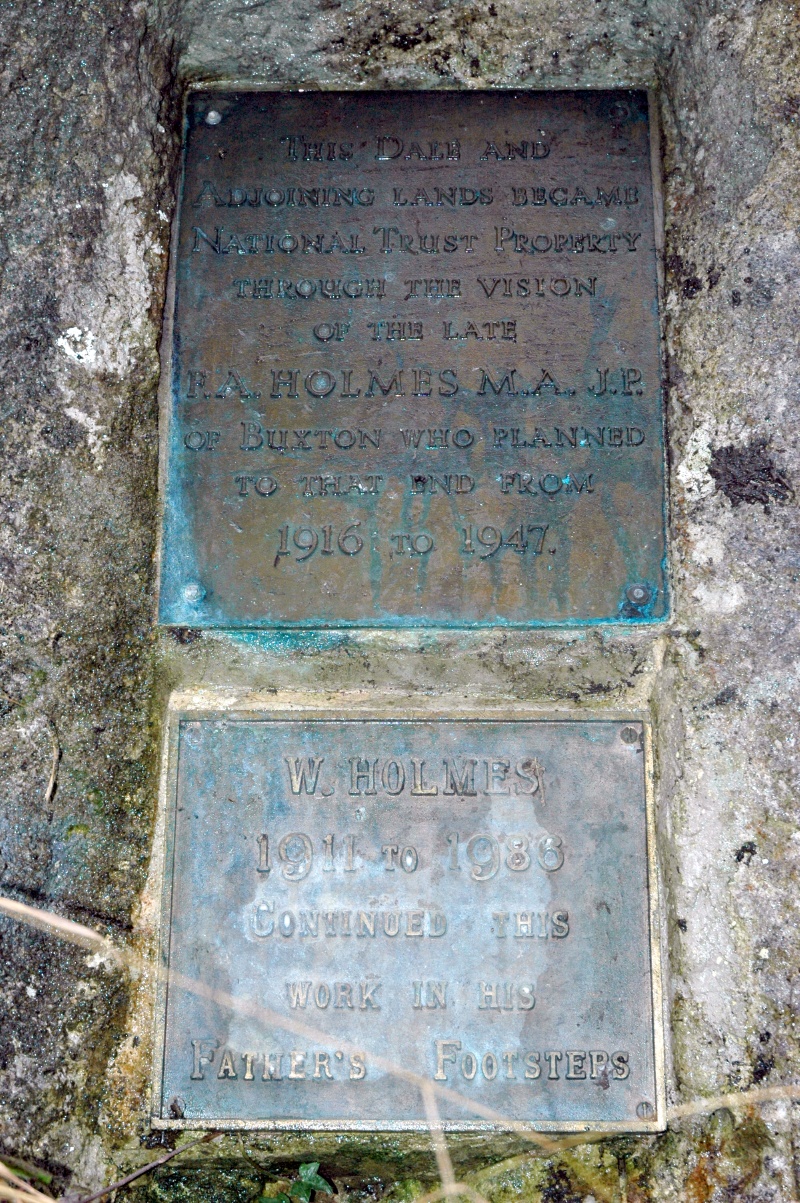 This Dale and
Adjoining lands became
National Trust Property
through the vision
of the late
F.A. HOLMES M.A. J.P.
of Buxton who planned
to that end from
1916 to 1947.
W. HOLMES
1911 to 1986
Continued this
work in his
Father's Footsteps